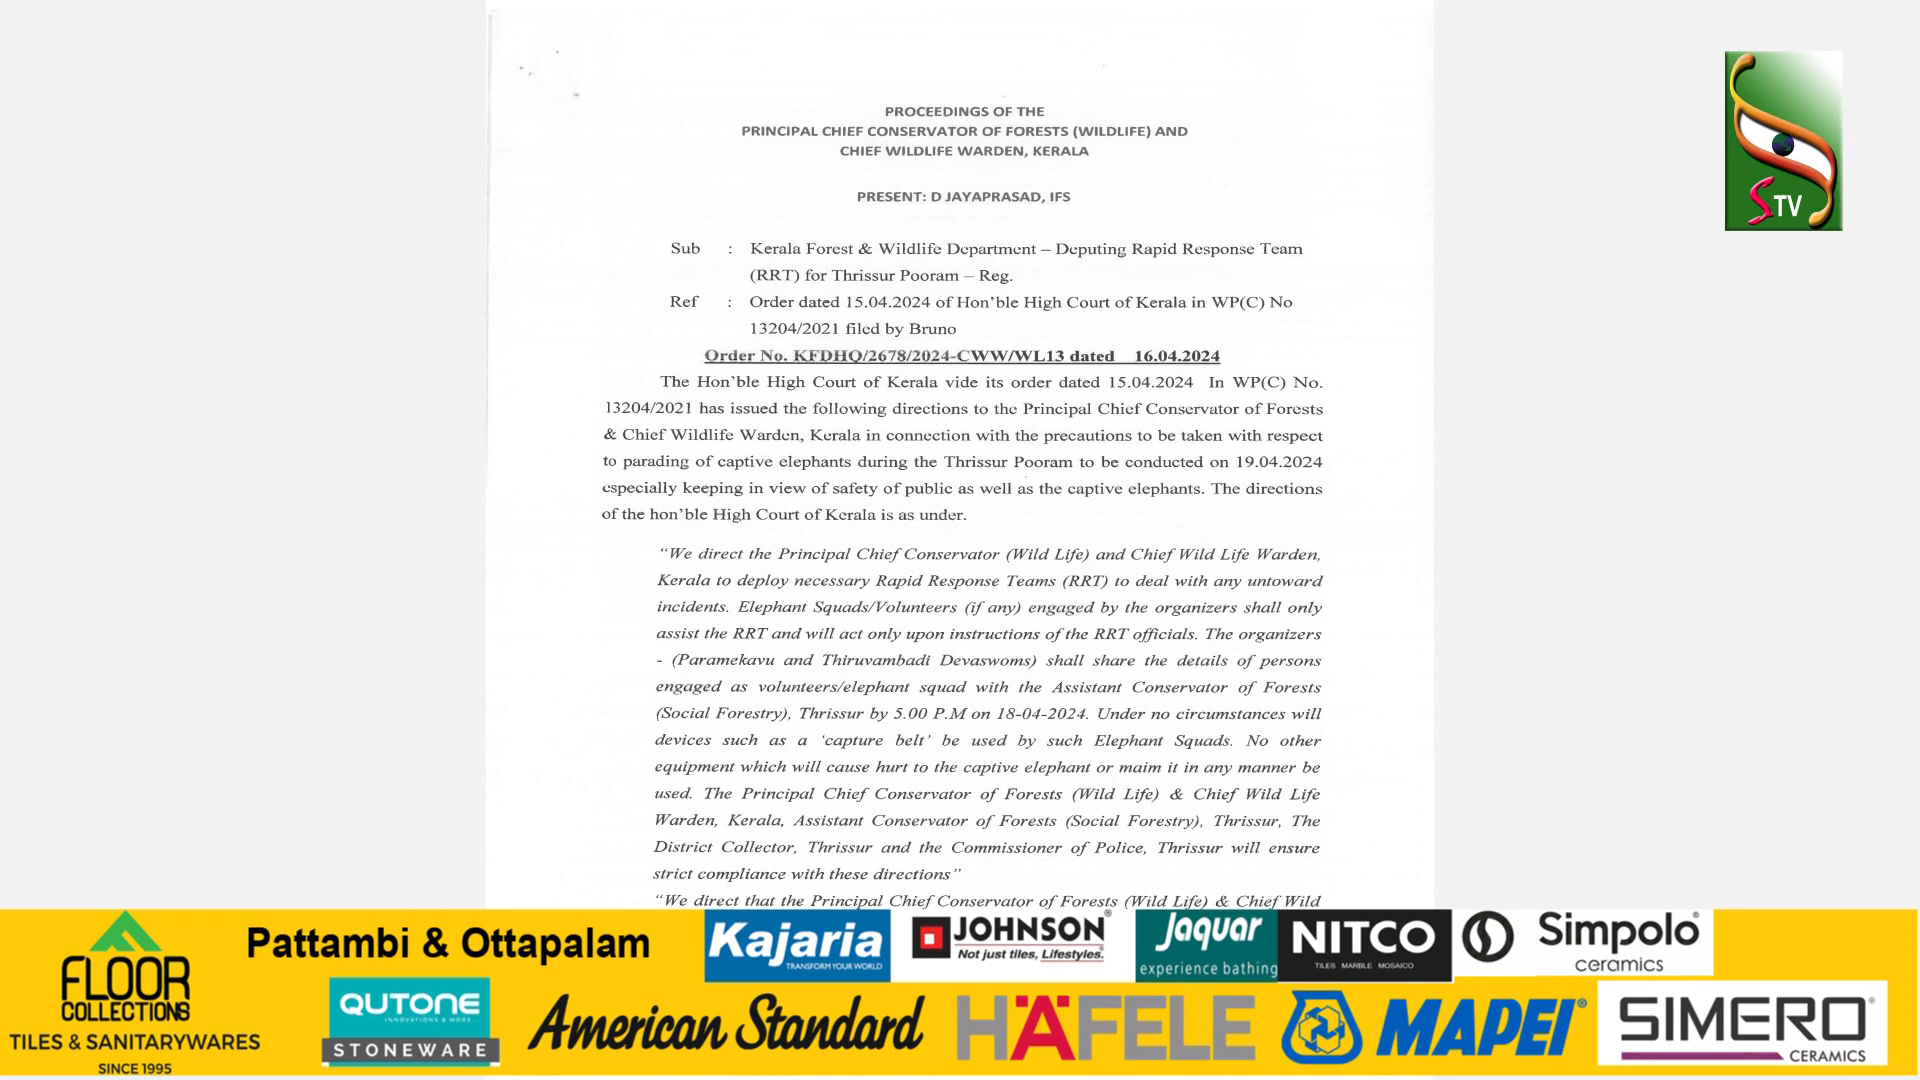 PROCEEDINGS OF THE
PRINCIPAL CHIEF CONSERVATOR OF FORESTS (WILDLIFE) AND
CHIEF WILDLIFE WARDEN, KERALA
PRESENT: D JAYAPRASAD, IFS
Sub : Kerala Forest & Wildlife Department – Deputing Rapid Response Team
(RRT) for Thrissur Pooram – Reg.
Ref : Order dated 15.04.2024 of Hon'ble High Court of Kerala in WP(C) No
13204/2021 filed by Bruno
Order No. KFDHQ/2678/2024-CWW/WL13 dated 16.04.2024
The Hon'ble High Court of Kerala vide its order dated 15.04.2024 In WP(C) No.
13204/2021 has issued the following directions to the Principal Chief Conservator of Forests
& Chief Wildlife Warden, Kerala in connection with the precautions to be taken with respect
to parading of captive elephants during the Thrissur Pooram to be conducted on 19.04.2024
especially keeping in view of safety of public as well as the captive elephants. The directions
of the hon'ble High Court of Kerala is as under.
"We direct the Principal Chief Conservator (Wild Life) and Chief Wild Life Warden,
Kerala to deploy necessary Rapid Response Teams (RRT) to deal with any untoward
incidents. Elephant Squads/Volunteers (if any) engaged by the organizers shall only
assist the RRT and will act only upon instructions of the RRT officials. The organizers
- (Paramekavu and Thiruvambadi Devaswoms) shall share the details of persons
engaged as volunteers/elephant squad with the Assistant Conservator of Forests
(Social Forestry), Thrissur by 5.00 P.M on 18-04-2024. Under no circumstances will
devices such as a 'capture belt' be used by such Elephant Squads. No other
equipment which will cause hurt to the captive elephant or maim it in any manner be
used. The Principal Chief Conservator of Forests (Wild Life) & Chief Wild Life
Warden, Kerala, Assistant Conservator of Forests (Social Forestry), Thrissur, The
District Collector, Thrissur and the Commissioner of Police, Thrissur will ensure
strict compliance with these directions"
"We direct that the Principal Chief Conservator of Forests (Wild Life) & Chief Wild
STV
FLOOR
COLLECTIONS
TILES & SANITARYWARES
SINCE 1995
Pattambi & Ottapalam
Kajaria
TRANSFORM YOUR WORLD
JOHNSON®
Not just tiles, Lifestyles.
Jaquar
experience bathing
NITCO
TILES MARBLE MOSAICO
Simpolo®
ceramics
QUTONE
INNOVATIONS & MORE
STONEWARE
American Standard
HÄFELE
MAPEI®
SIMERO®
CERAMICS